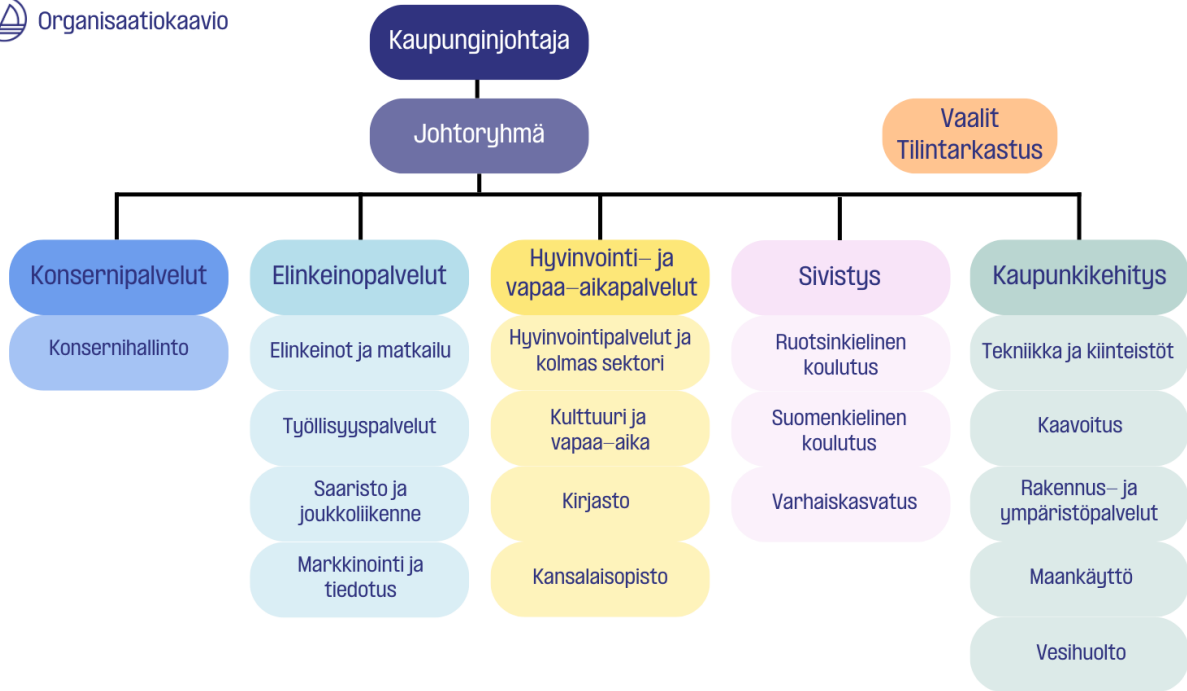 Organisaatiokaavio
Kaupunginjohtaja
Johtoryhmä
Vaalit
Tilintarkastus
Konsernipalvelut
Konsernihallinto
Elinkeinopalvelut
Elinkeinot ja matkailu
Työllisyyspalvelut
Saaristo ja
joukkoliikenne
Markkinointi ja
tiedotus
Hyvinvointi– ja
vapaa–aikapalvelut
Hyvinvointipalvelut ja
kolmas sektori
Kulttuuri ja
vapaa–aika
Kirjasto
Kansalaisopisto
Sivistys
Ruotsinkielinen
koulutus
Suomenkielinen
koulutus
Varhaiskasvatus
Kaupunkikehitys
Tekniikka ja kiinteistöt
Kaavoitus
Rakennus– ja
ympäristöpalvelut
Maankäyttö
Vesihuolto